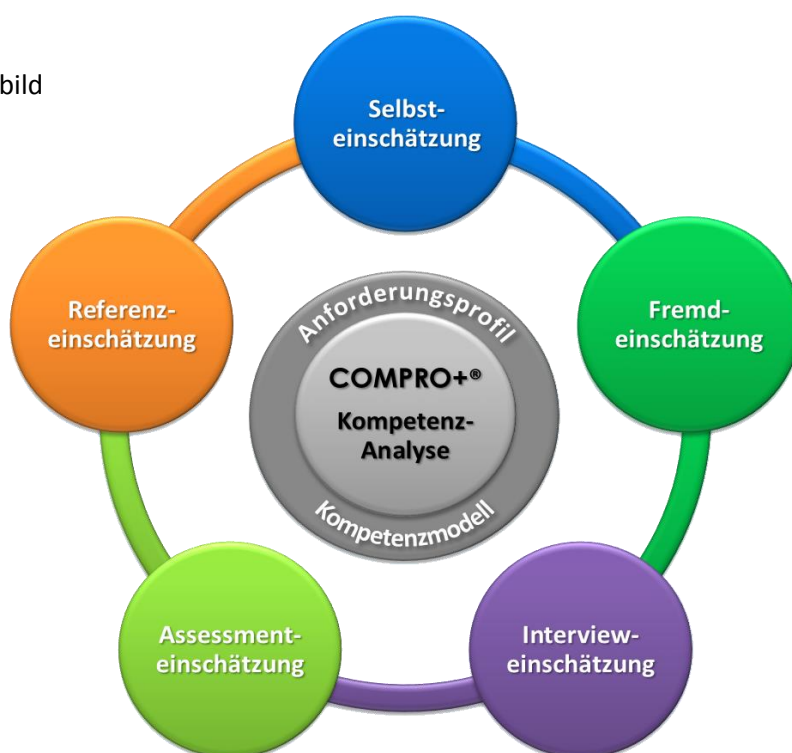 bild
Selbst-
einschätzung
Referenz-
einschätzung
Fremd-
einschätzung
Anforderungsprofil
COMPRO+®
Kompetenz-
Analyse
Kompetenzmodell
Assessment-
einschätzung
Interview-
einschätzung